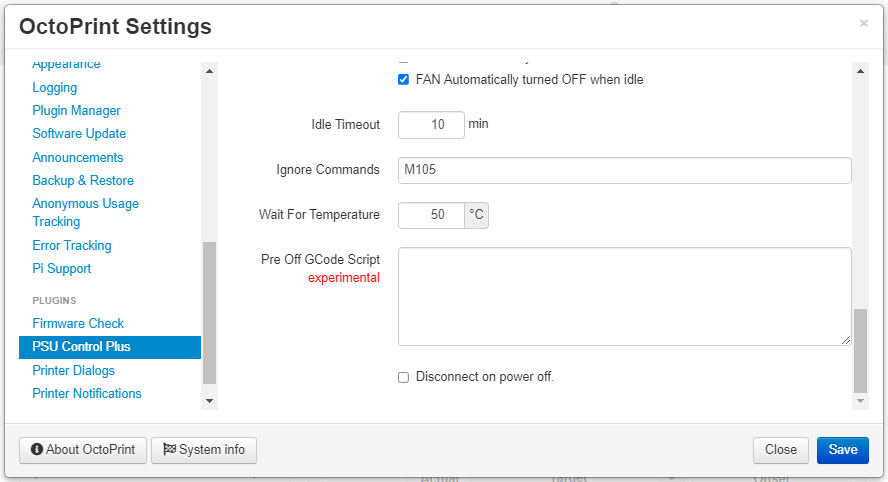 OctoPrint Settings
×
Appearance
Logging
Plugin Manager
Software Update
Announcements
Backup & Restore
Anonymous Usage
Tracking
Error Tracking
Pi Support
PLUGINS
Firmware Check
PSU Control Plus
Printer Dialogs
Printer Notifications
FAN Automatically turned OFF when idle
Idle Timeout 10 min
Ignore Commands M105
Wait For Temperature 50 °C
Pre Off GCode Script
experimental
Disconnect on power off.
About OctoPrint System info Close Save
Actual Target